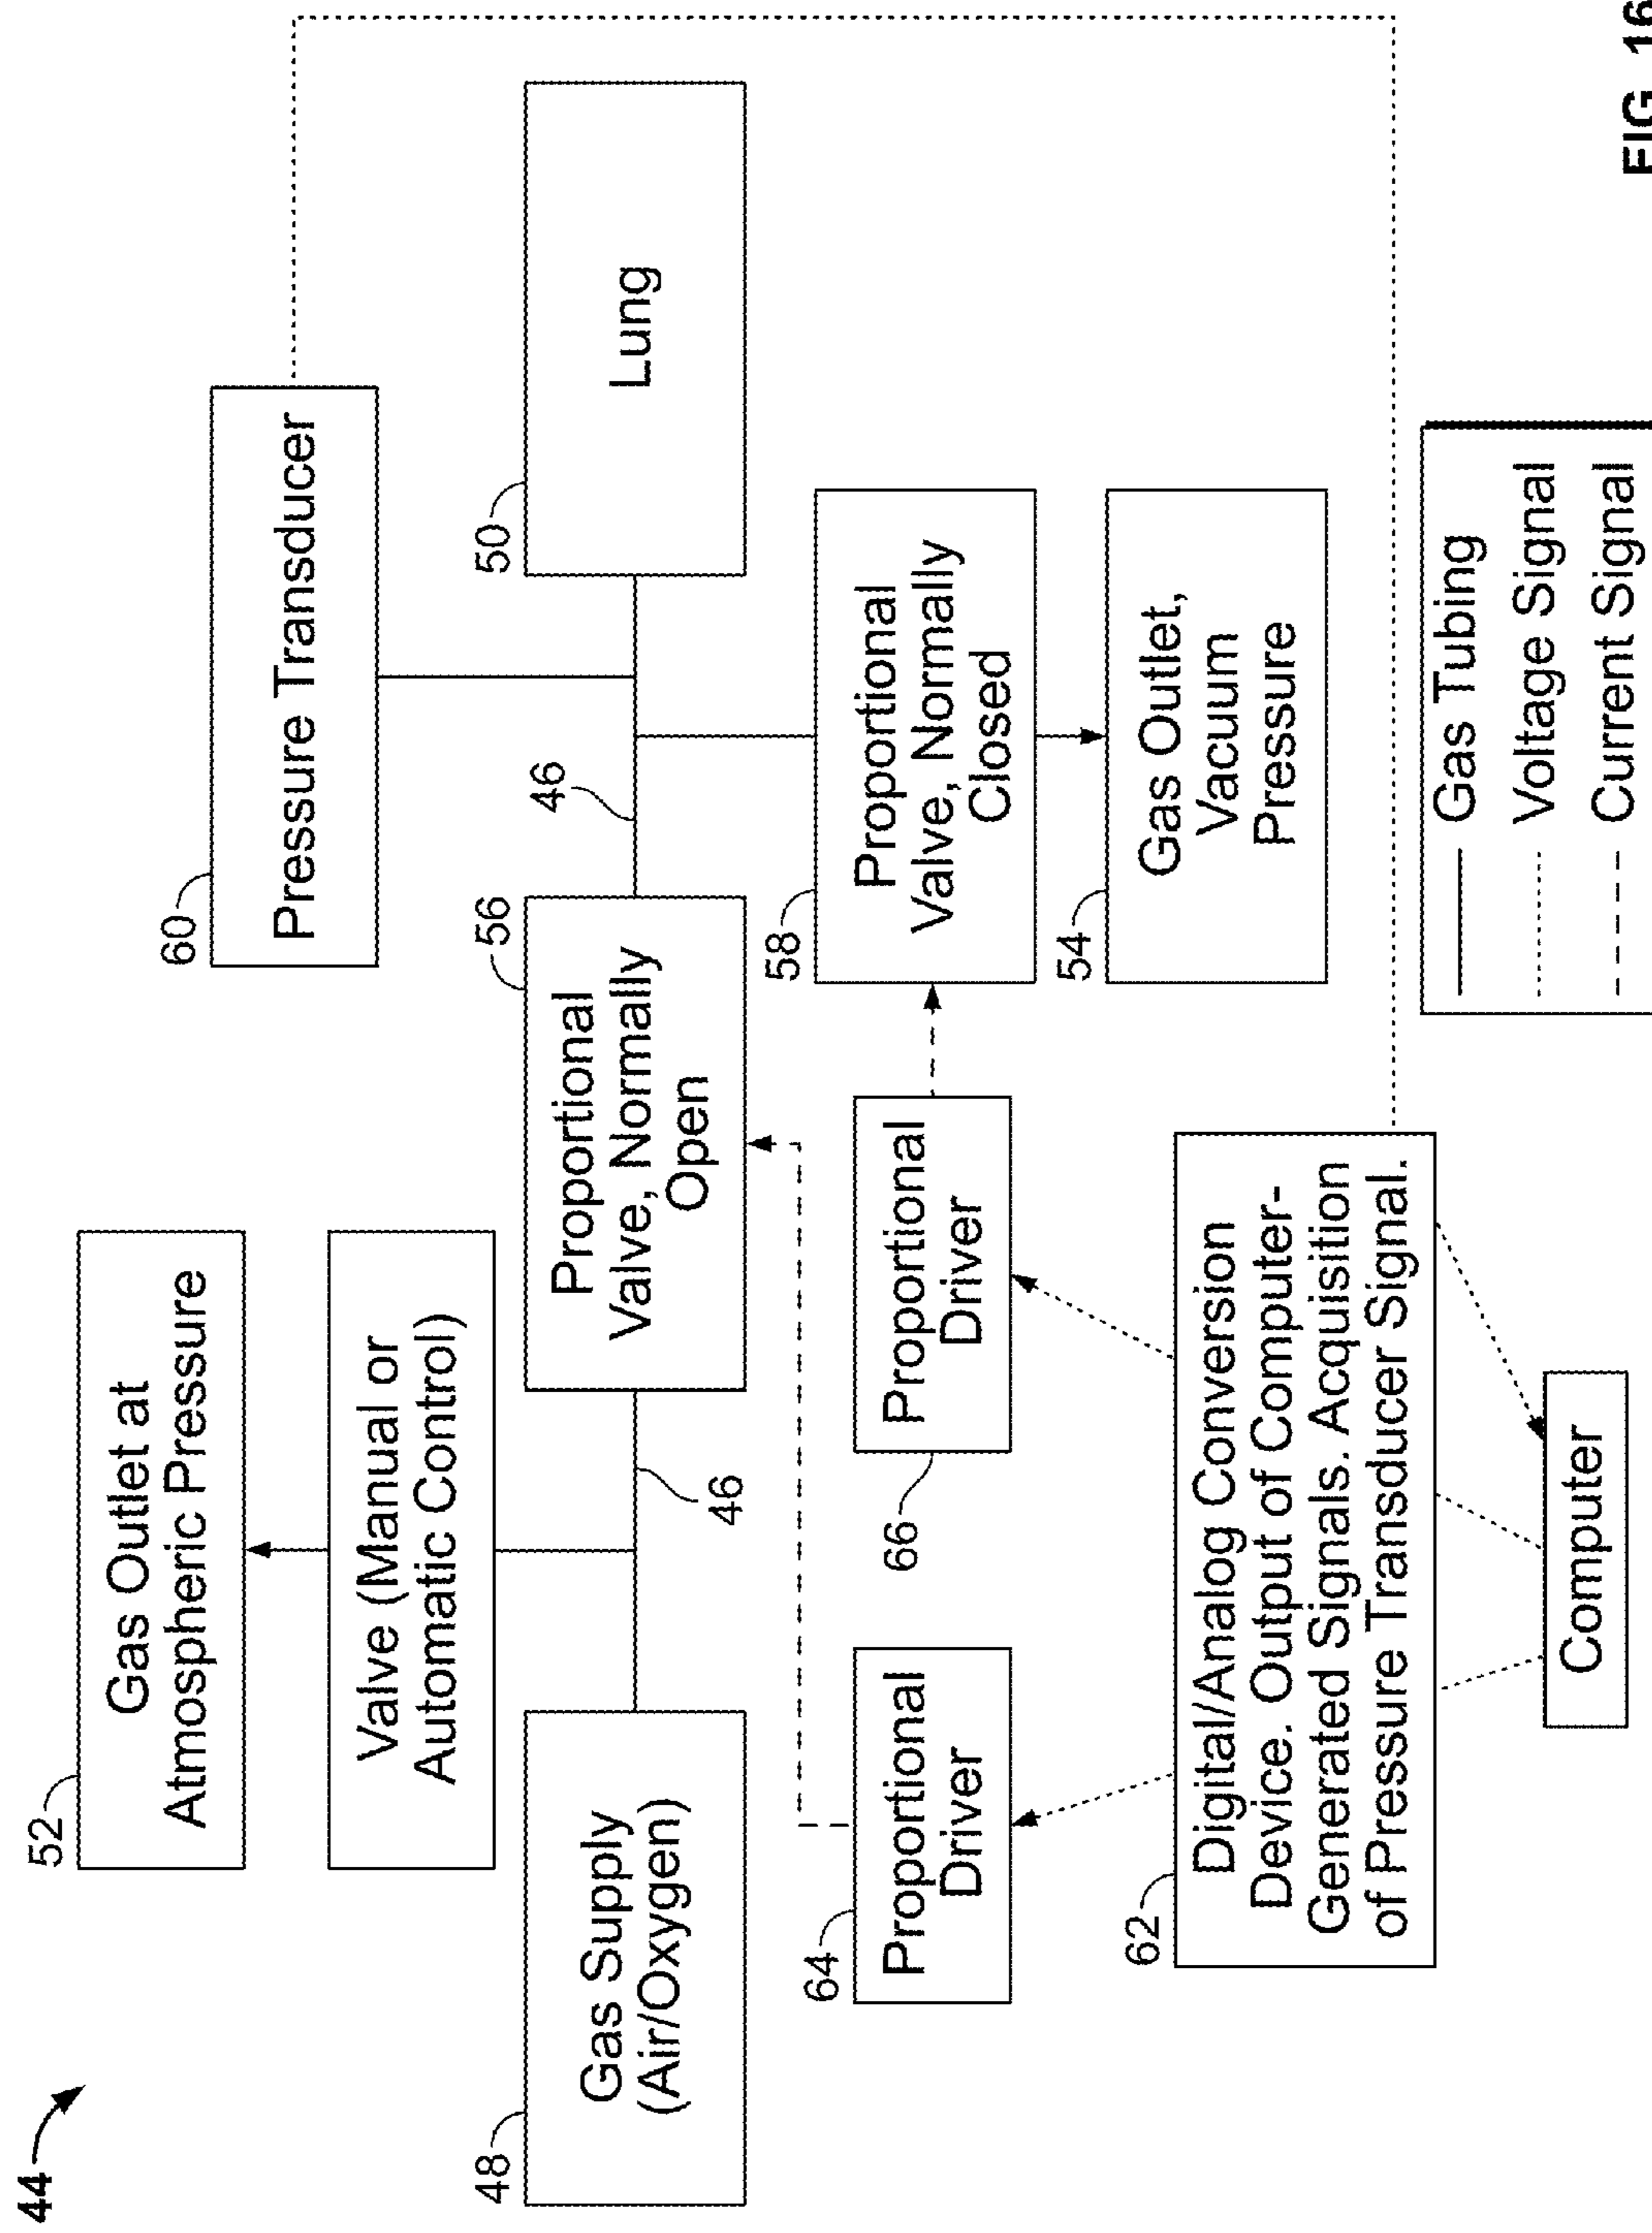 44
52
Gas Outlet at
Atmospheric Pressure
Valve (Manual or
Automatic Control)
60
Pressure Transducer
48
Gas Supply
(Air/Oxygen)
46
56
Proportional
Valve, Normally
Open
46
50
Lung
64
Proportional
Driver
66
Proportional
Driver
58
Proportional
Valve, Normally
Closed
54
Gas Outlet,
Vacuum
Pressure
62
Digital/Analog Conversion
Device. Output of Computer-
Generated Signals. Acquisition
of Pressure Transducer Signal.
Computer
Gas Tubing
Voltage Signal
Current Signal
FIG. 16